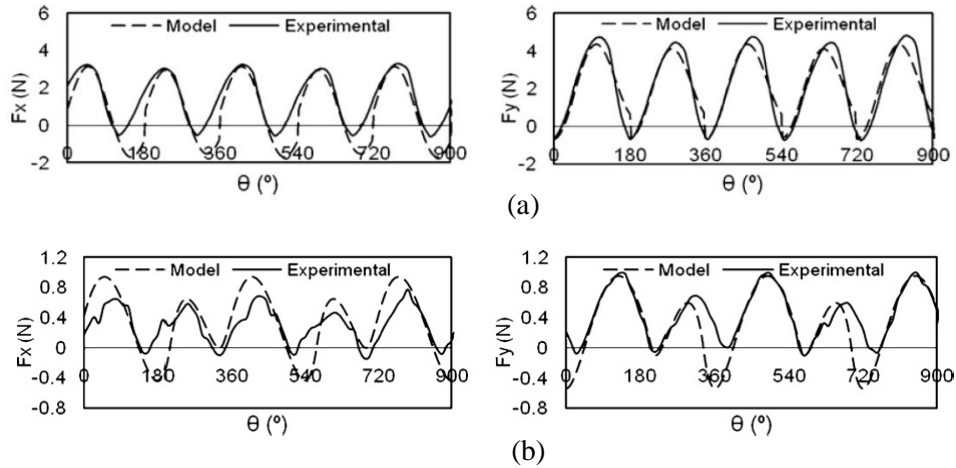 6
4
2
0
-2
Fx (N)
Model Experimental
0 180 360 540 720 900
θ (º)
6
4
2
0
-2
Fy (N)
Model Experimental
0 180 360 540 720 900
θ (º)
(a)
1.2
0.8
0.4
0
-0.4
-0.8
Fx (N)
Model Experimental
0 180 360 540 720 900
θ (º)
1.2
0.8
0.4
0
-0.4
-0.8
Fy (N)
Model Experimental
0 180 360 540 720 900
θ (º)
(b)